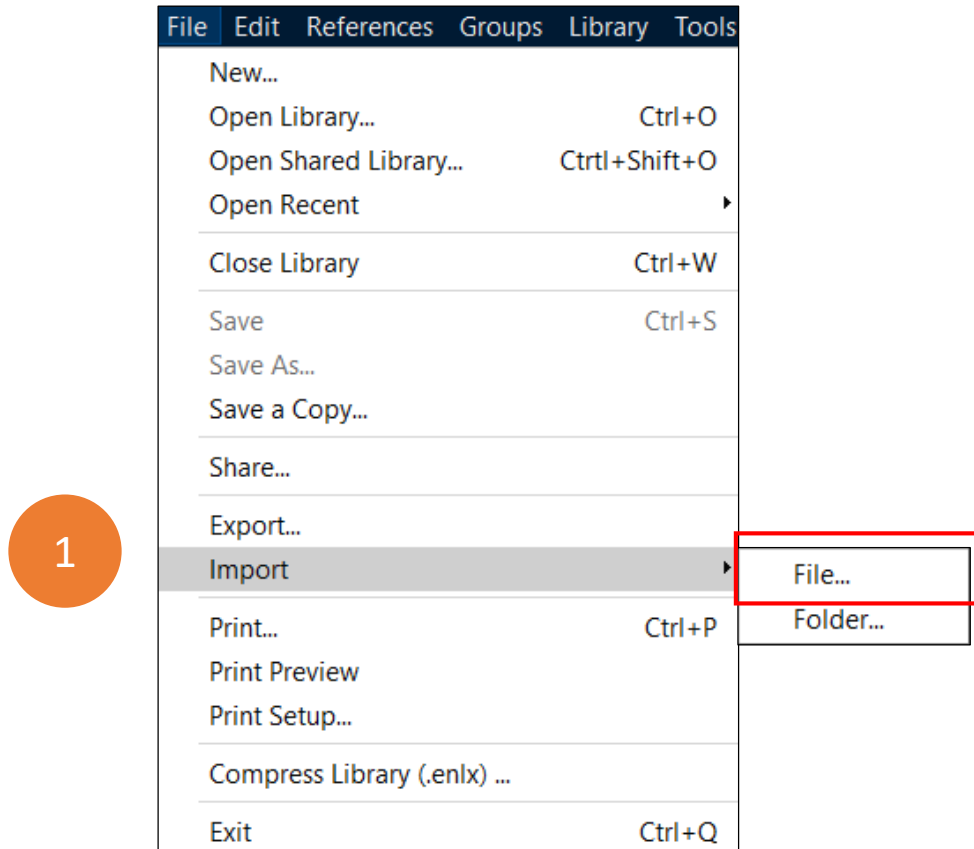 File Edit References Groups Library Tools
New...
Open Library... Ctrl+O
Open Shared Library... Ctrtl+Shift+O
Open Recent
Close Library Ctrl+W
Save Ctrl+S
Save As...
Save a Copy...
Share...
Export...
1
Import File...
Print... Ctrl+P Folder...
Print Preview
Print Setup...
Compress Library (.enlx) ...
Exit Ctrl+Q